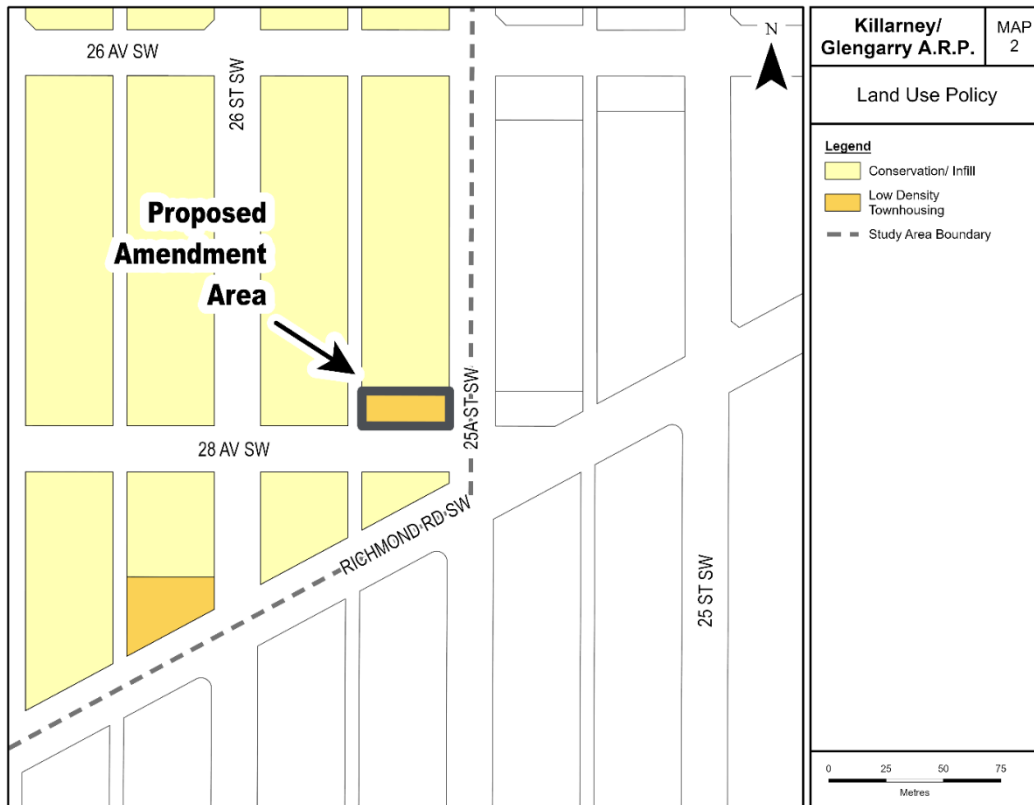 26 AV SW
26 ST SW
N
Proposed
Amendment
Area
25A ST SW
28 AV SW
RICHMOND RD SW
25 ST SW
Killarney/
Glengarry A.R.P.
MAP
2
Land Use Policy
Legend
Conservation/ Infill
Low Density
Townhousing
Study Area Boundary
0 25 50 75
Metres